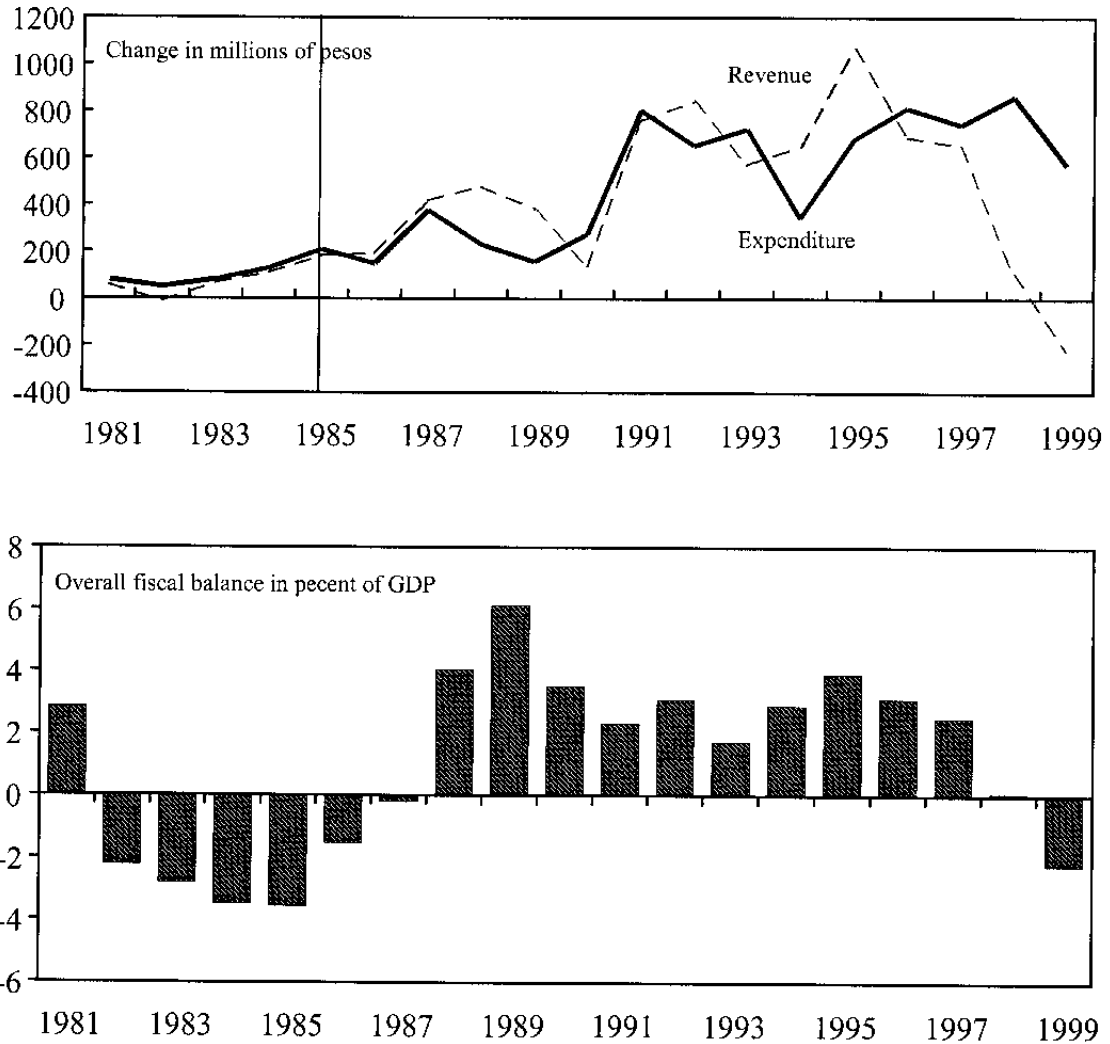 1200
Change in millions of pesos
1000
Revenue
800
600
400
Expenditure
200
0
-200
-400
1981 1983 1985 1987 1989 1991 1993 1995 1997 1999
8
Overall fiscal balance in pecent of GDP
6
4
2
0
-2
-4
-6
1981 1983 1985 1987 1989 1991 1993 1995 1997 1999